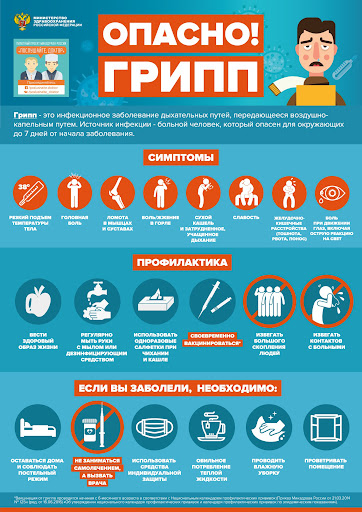 МИНИСТЕРСТВО
ЗДРАВООХРАНЕНИЯ
РОССИЙСКОЙ ФЕДЕРАЦИИ
"ПОСЛУШАЙТЕ, ДОКТОР!"
ОПАСНО!
ГРИПП
Грипп - это инфекционное заболевание дыхательных путей, передающееся воздушно-
капельным путем. Источник инфекции - больной человек, который опасен для окружающих
до 7 дней от начала заболевания.
СИМПТОМЫ
38°
РЕЗКИЙ ПОДЪЕМ
ТЕМПЕРАТУРЫ
ТЕЛА
ГОЛОВНАЯ
БОЛЬ
ЛОМОТА
В МЫШЦАХ
И СУСТАВАХ
БОЛЬ/ЖЖЕНИЕ
В ГОРЛЕ
СУХОЙ
КАШЕЛЬ
И ЗАТРУДНЕННОЕ,
УЧАЩЕННОЕ
ДЫХАНИЕ
СЛАБОСТЬ
ЖЕЛУДОЧНО-
КИШЕЧНЫЕ
РАССТРОЙСТВА
(ТОШНОТА,
РВОТА, ПОНОС)
БОЛЬ
ПРИ ДВИЖЕНИИ
ГЛАЗ, ВКЛЮЧАЯ
ОСТРУЮ РЕАКЦИЮ
НА СВЕТ
ПРОФИЛАКТИКА
ВЕСТИ
ЗДОРОВЫЙ
ОБРАЗ ЖИЗНИ
РЕГУЛЯРНО
МЫТЬ РУКИ
С МЫЛОМ ИЛИ
ДЕЗИНФИЦИРУЮЩИМ
СРЕДСТВОМ
ИСПОЛЬЗОВАТЬ
ОДНОРАЗОВЫЕ
САЛФЕТКИ ПРИ
ЧИХАНИИ
И КАШЛЕ
СВОЕВРЕМЕННО
ВАКЦИНИРОВАТЬСЯ*
ИЗБЕГАТЬ
БОЛЬШОГО
СКОПЛЕНИЯ
ЛЮДЕЙ
ИЗБЕГАТЬ
КОНТАКТОВ
С БОЛЬНЫМИ
ЕСЛИ ВЫ ЗАБОЛЕЛИ, НЕОБХОДИМО:
ОСТАВАТЬСЯ ДОМА
И СОБЛЮДАТЬ
ПОСТЕЛЬНЫЙ
РЕЖИМ
НЕ ЗАНИМАТЬСЯ
САМОЛЕЧЕНИЕМ,
А ВЫЗВАТЬ
ВРАЧА
ИСПОЛЬЗОВАТЬ
СРЕДСТВА
ИНДИВИДУАЛЬНОЙ
ЗАЩИТЫ
ОБИЛЬНОЕ
ПОТРЕБЛЕНИЕ
ТЕПЛОЙ
ЖИДКОСТИ
ПРОВОДИТЬ
ВЛАЖНУЮ
УБОРКУ
ПРОВЕТРИВАТЬ
ПОМЕЩЕНИЕ